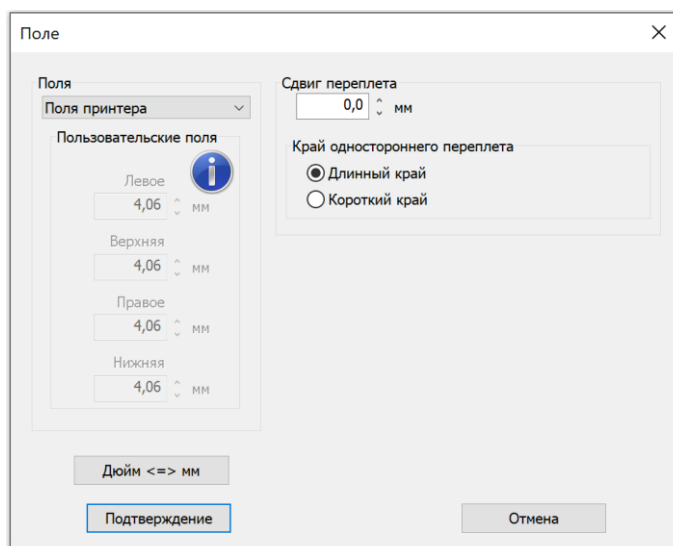 Поле
Поля
Поля принтера
Пользовательские поля
Левое
4,06 мм
Верхняя
4,06 мм
Правое
4,06 мм
Нижняя
4,06 мм
Сдвиг переплета
0,0 мм
Край одностороннего переплета
Длинный край
Короткий край
Дюйм <=> мм
Подтверждение
Отмена